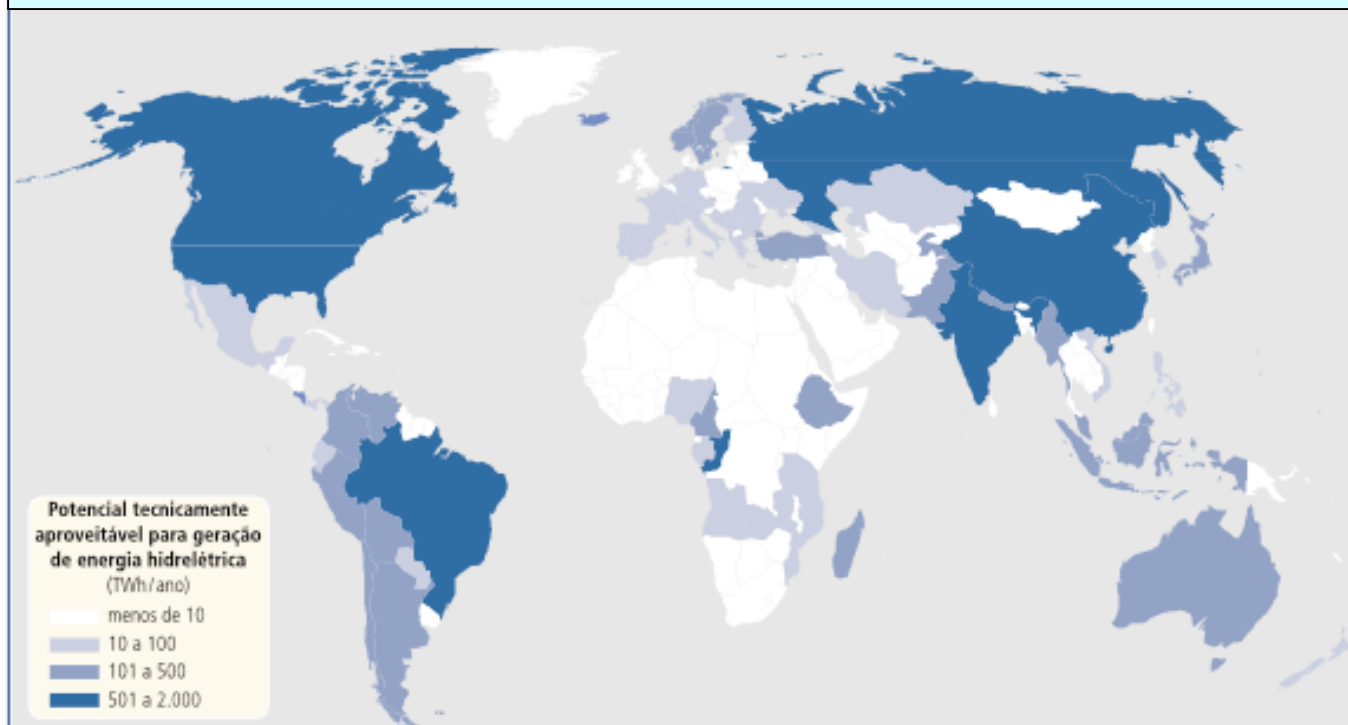 Potencial tecnicamente
aproveitável para geração
de energia hidrelétrica
(TWh/ano)
menos de 10
10 a 100
101 a 500
501 a 2.000